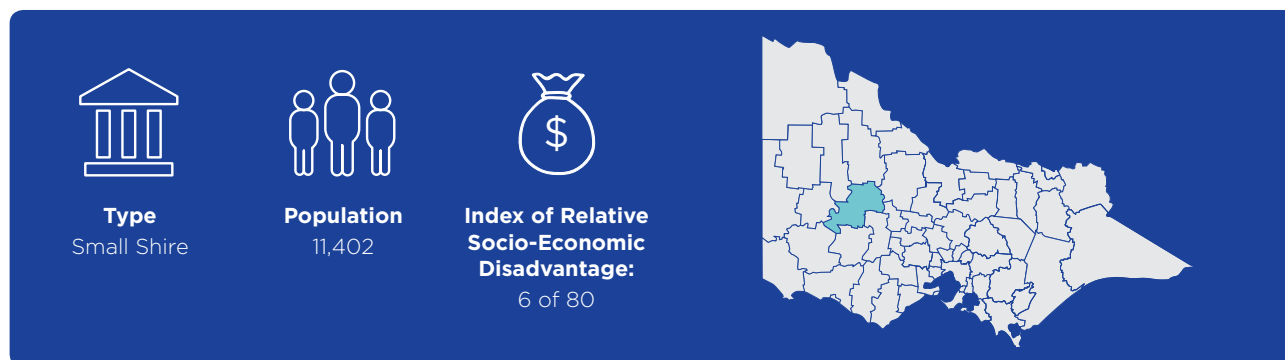 $
Type
Small Shire
Population
11,402
Index of Relative
Socio-Economic
Disadvantage:
6 of 80